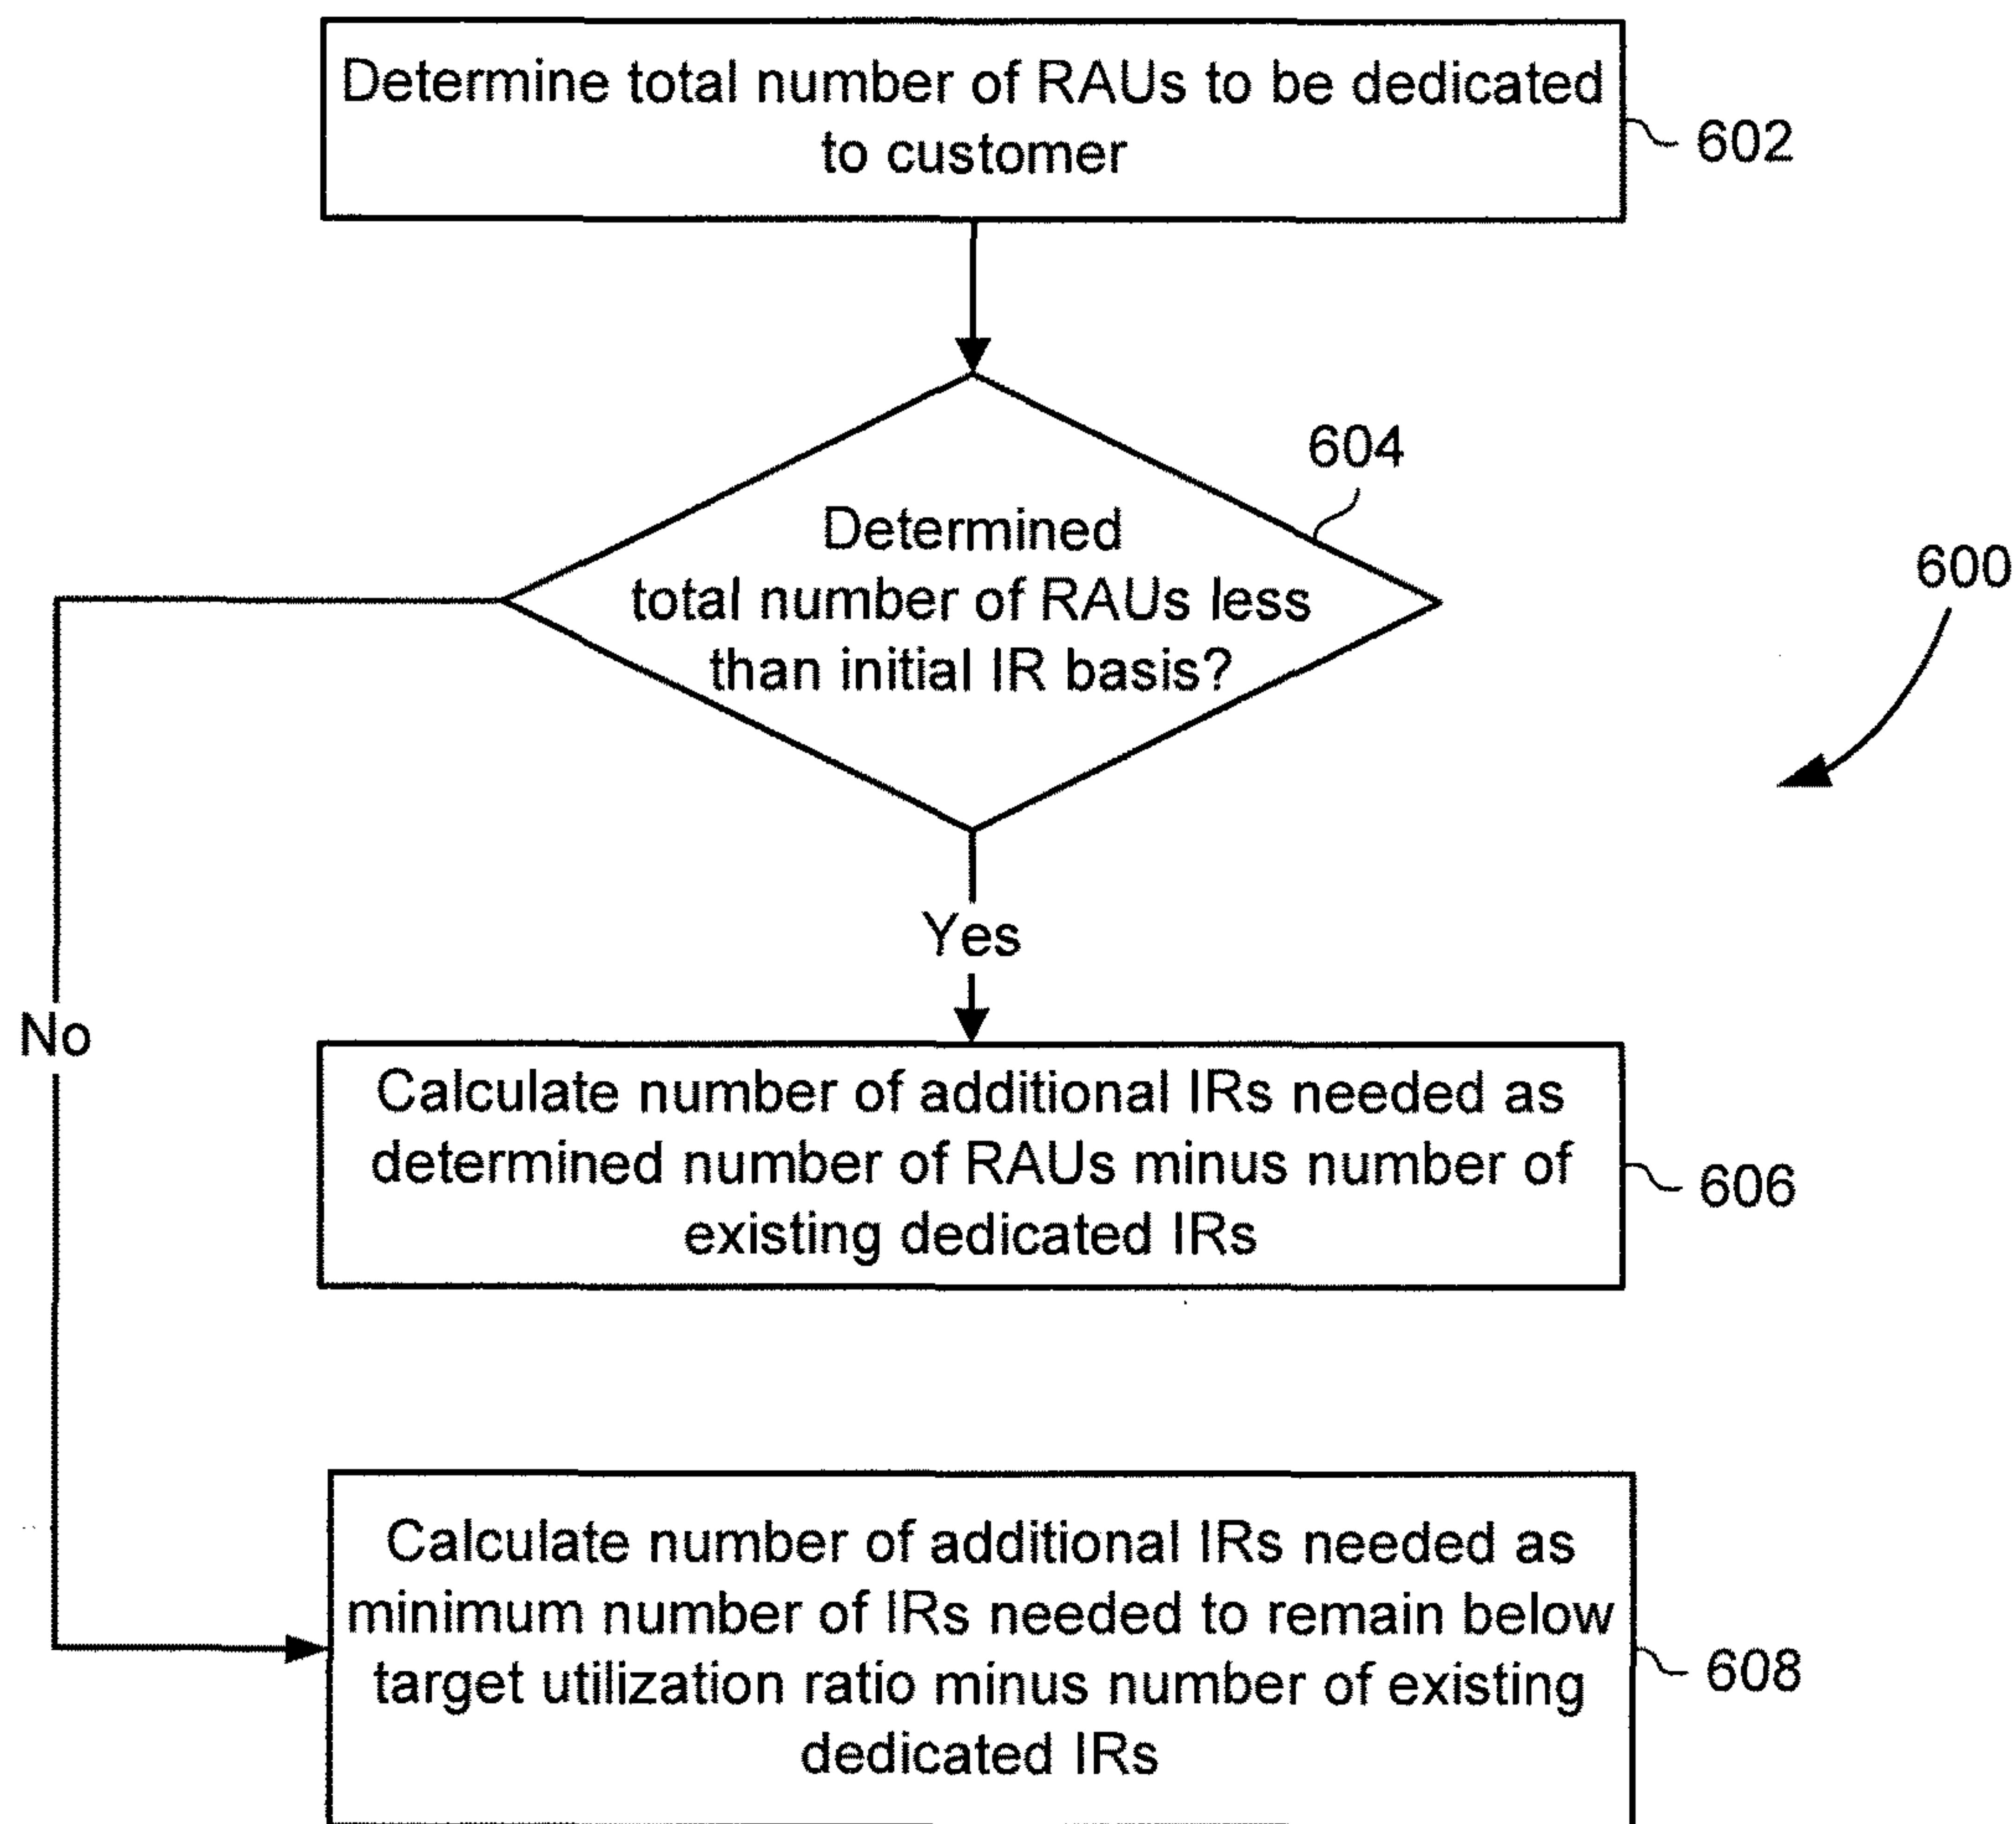 Determine total number of RAUs to be dedicated
to customer
602
604
Determined
total number of RAUs less
than initial IR basis?
600
Yes
No
Calculate number of additional IRs needed as
determined number of RAUs minus number of
existing dedicated IRs
606
Calculate number of additional IRs needed as
minimum number of IRs needed to remain below
target utilization ratio minus number of existing
dedicated IRs
608